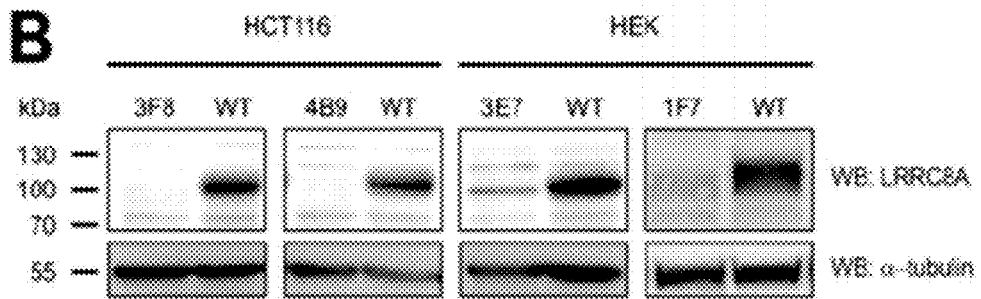 B
HCT116 HEK
kDa 3F8 WT 4B9 WT 3E7 WT 1F7 WT
130
100 WB: LRRC8A
70
55 WB: α-tubulin